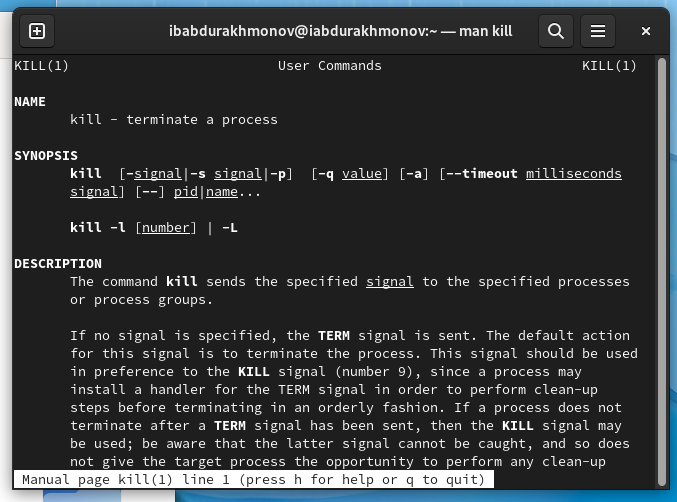 ibabdurakhmonov@iabdurakhmonov:~ — man kill
KILL(1) User Commands KILL(1)
NAME
kill - terminate a process
SYNOPSIS
kill [-signal|-s signal|-p] [-q value] [-a] [--timeout milliseconds
signal] [--] pid|name...
kill -l [number] | -L
DESCRIPTION
The command kill sends the specified signal to the specified processes
or process groups.
If no signal is specified, the TERM signal is sent. The default action
for this signal is to terminate the process. This signal should be used
in preference to the KILL signal (number 9), since a process may
install a handler for the TERM signal in order to perform clean-up
steps before terminating in an orderly fashion. If a process does not
terminate after a TERM signal has been sent, then the KILL signal may
be used; be aware that the latter signal cannot be caught, and so does
not give the target process the opportunity to perform any clean-up
Manual page kill(1) line 1 (press h for help or q to quit)